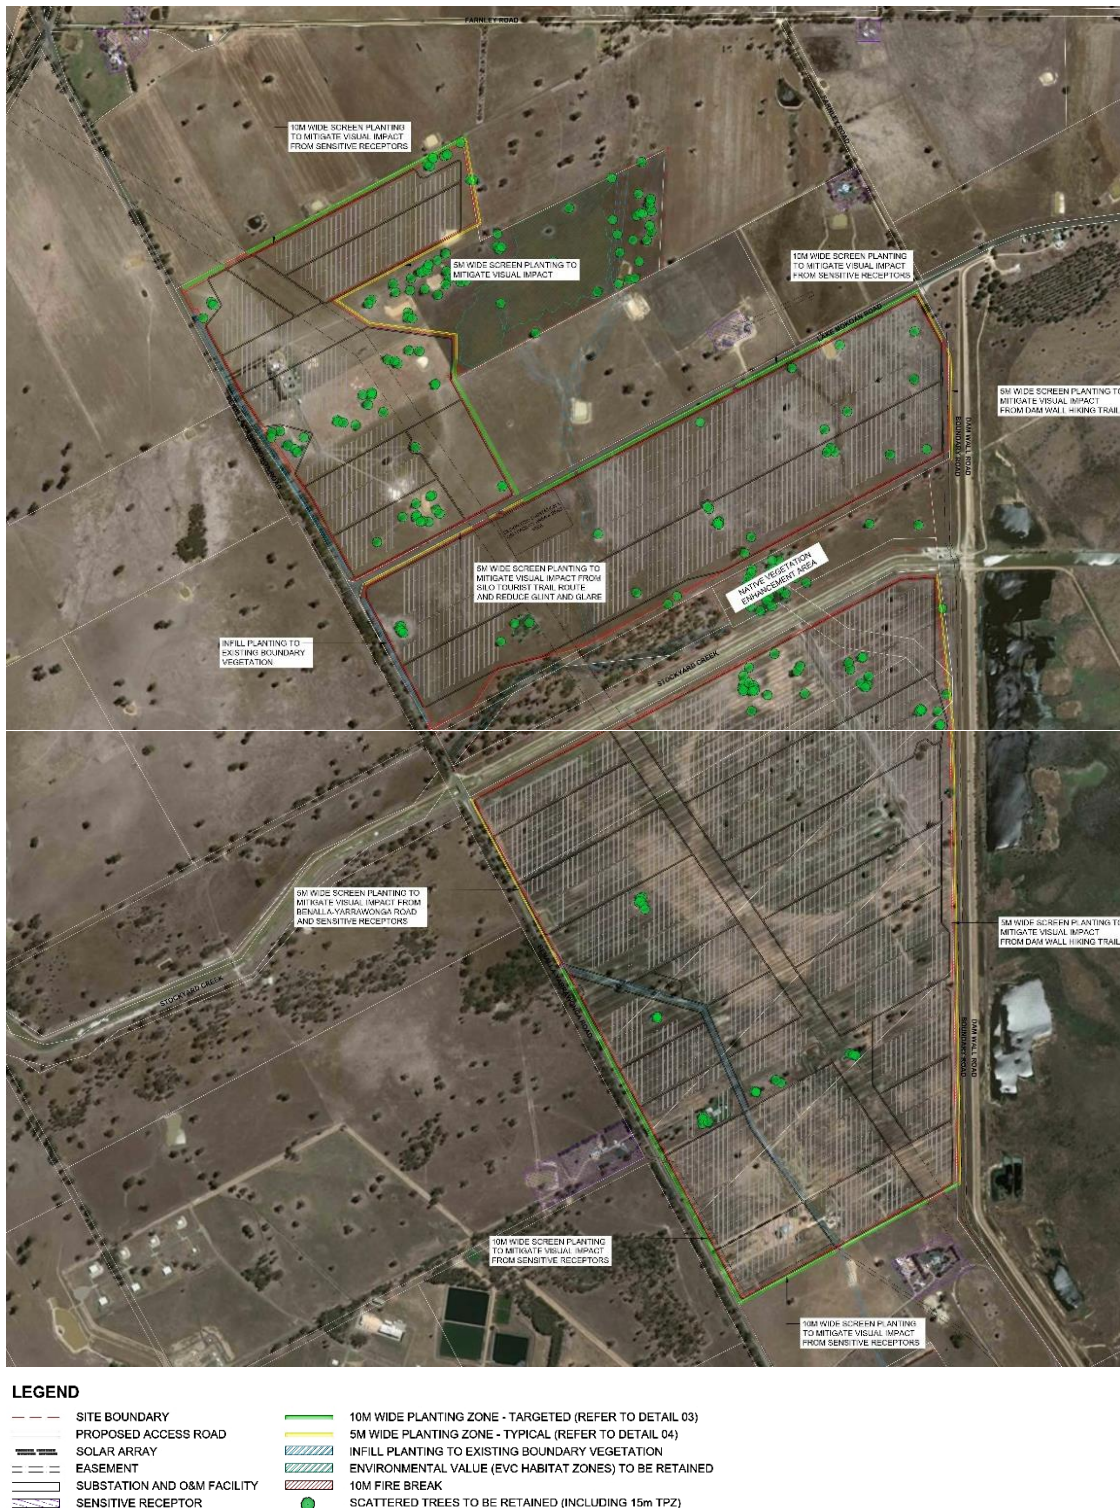 FARNLEY ROAD
FARNLEY ROAD
10M WIDE SCREEN PLANTING
TO MITIGATE VISUAL IMPACT
FROM SENSITIVE RECEPTORS
5M WIDE SCREEN PLANTING TO
MITIGATE VISUAL IMPACT
10M WIDE SCREEN PLANTING
TO MITIGATE VISUAL IMPACT
FROM SENSITIVE RECEPTORS
LAKE MOKOAN ROAD
5M WIDE SCREEN PLANTING TO
MITIGATE VISUAL IMPACT
FROM DAM WALL HIKING TRAIL
DAM WALL ROAD
BOUNDARY ROAD
5M WIDE SCREEN PLANTING TO
MITIGATE VISUAL IMPACT FROM
SILO TOURIST TRAIL ROUTE
AND REDUCE GLINT AND GLARE
NATIVE VEGETATION
ENHANCEMENT AREA
INFILL PLANTING TO
EXISTING BOUNDARY
VEGETATION
STOCKYARD CREEK
5M WIDE SCREEN PLANTING TO
MITIGATE VISUAL IMPACT FROM
BENALLA-YARRAWONGA ROAD
AND SENSITIVE RECEPTORS
5M WIDE SCREEN PLANTING TO
MITIGATE VISUAL IMPACT
FROM DAM WALL HIKING TRAIL
STOCKYARD CREEK
DAM WALL ROAD
BOUNDARY ROAD
10M WIDE SCREEN PLANTING
TO MITIGATE VISUAL IMPACT
FROM SENSITIVE RECEPTORS
10M WIDE SCREEN PLANTING
TO MITIGATE VISUAL IMPACT
FROM SENSITIVE RECEPTORS
LEGEND
SITE BOUNDARY
PROPOSED ACCESS ROAD
SOLAR ARRAY
EASEMENT
SUBSTATION AND O&M FACILITY
SENSITIVE RECEPTOR
10M WIDE PLANTING ZONE - TARGETED (REFER TO DETAIL 03)
5M WIDE PLANTING ZONE - TYPICAL (REFER TO DETAIL 04)
INFILL PLANTING TO EXISTING BOUNDARY VEGETATION
ENVIRONMENTAL VALUE (EVC HABITAT ZONES) TO BE RETAINED
10M FIRE BREAK
SCATTERED TREES TO BE RETAINED (INCLUDING 15m TPZ)